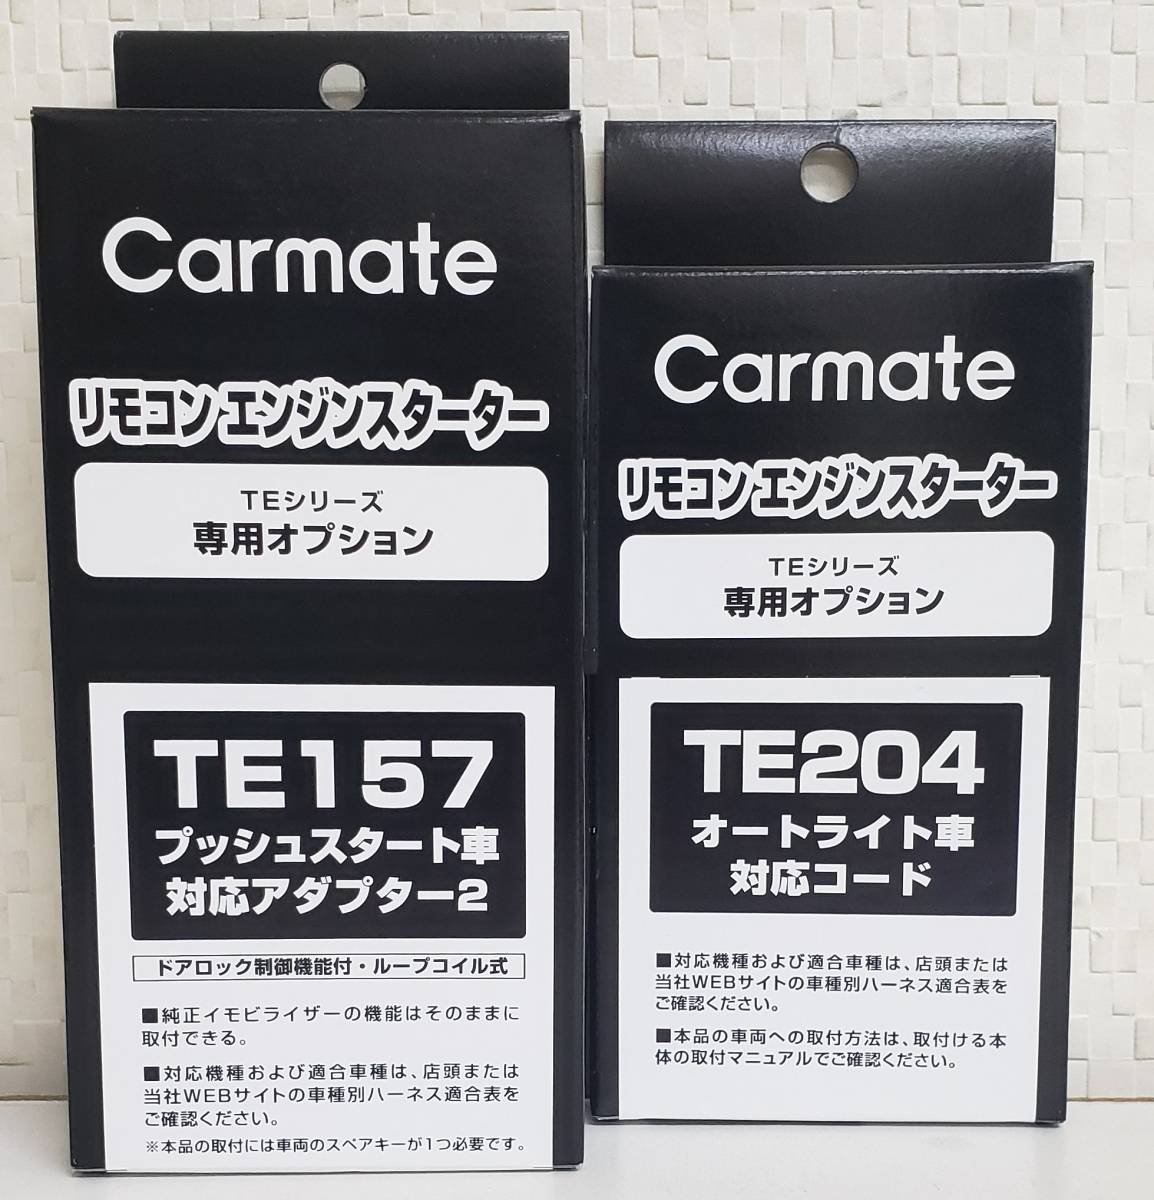 Carmate
リモコン エンジンスターター
TEシリーズ
専用オプション
TE157
プッシュスタート車
対応アダプター2
ドアロック制御機能付・ループコイル式
■純正イモビライザーの機能はそのままに
取付できる。
■対応機種および適合車種は、店頭または
当社WEBサイトの車種別ハーネス適合表を
ご確認ください。
※本品の取付には車両のスペアキーが1つ必要です。
Carmate
リモコン エンジンスターター
TEシリーズ
専用オプション
TE204
オートライト車
対応コード
■対応機種および適合車種は、店頭または
当社WEBサイトの車種別ハーネス適合表を
ご確認ください。
■本品の車両への取付方法は、取付ける本
体の取付マニュアルでご確認ください。